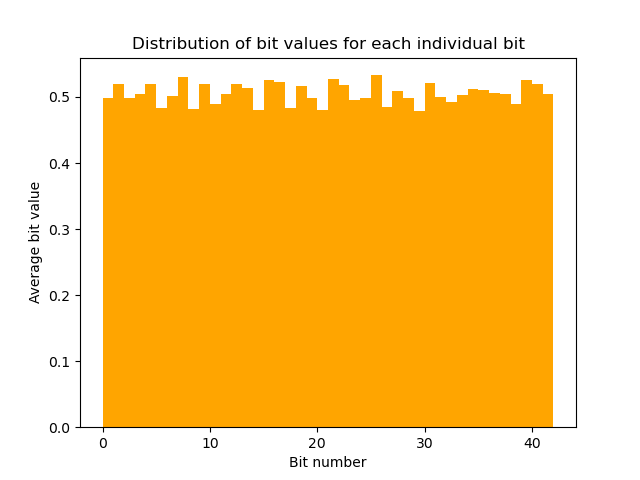 Distribution of bit values for each individual bit
0.5
0.4
0.3
0.2
0.1
0.0
Average bit value
0 10 20 30 40
Bit number